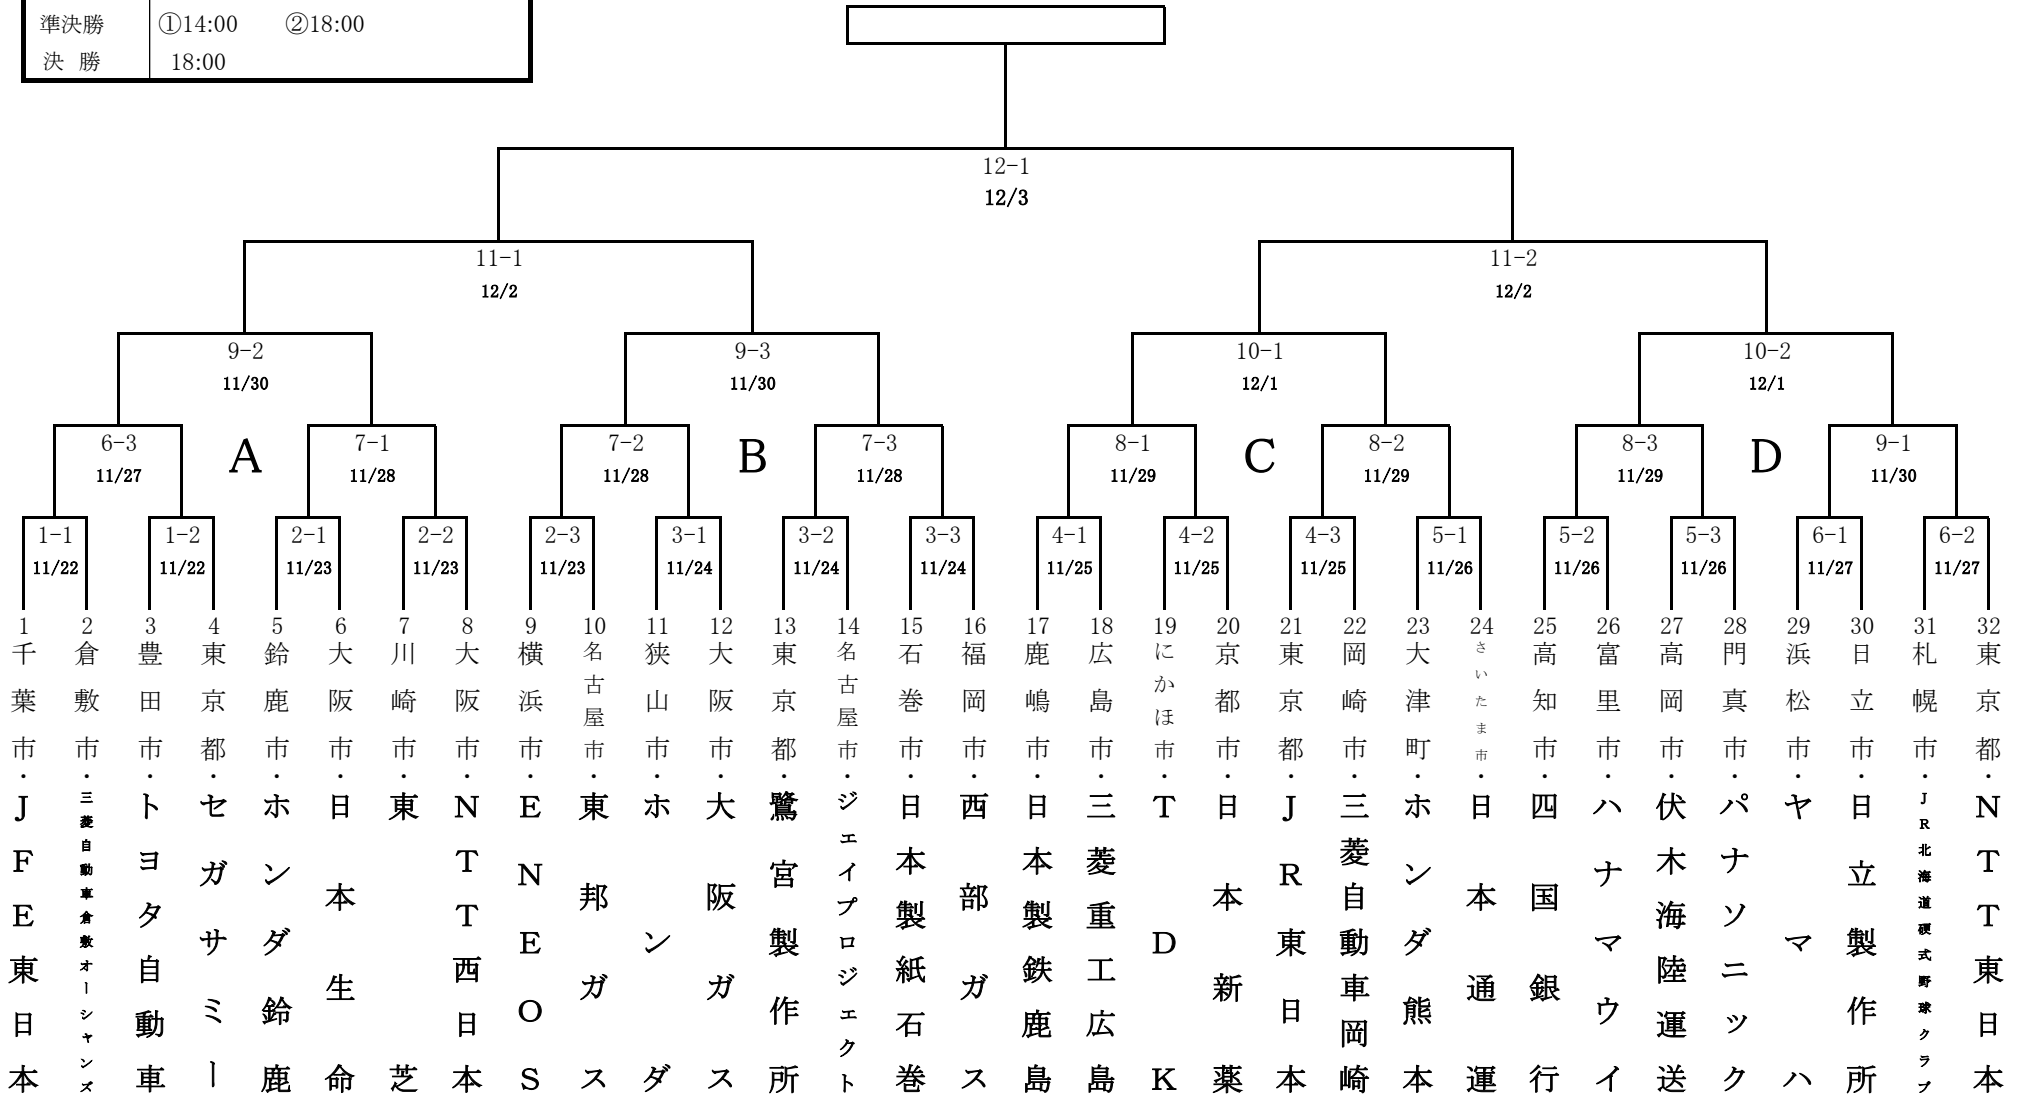 準決勝 ①14:00 ②18:00
決 勝 18:00
12-1
12/3
11-1 11-2
12/2 12/2
9-2 9-3 10-1 10-2
11/30 11/30 12/1 12/1
6-3 A 7-1 7-2 B 7-3 8-1 C 8-2 8-3 D 9-1
11/27 11/28 11/28 11/28 11/29 11/29 11/29 11/30
1-1 1-2 2-1 2-2 2-3 3-1 3-2 3-3 4-1 4-2 4-3 5-1 5-2 5-3 6-1 6-2
11/22 11/22 11/23 11/23 11/23 11/24 11/24 11/24 11/25 11/25 11/25 11/26 11/26 11/26 11/27 11/27
1 千葉市・JFE東日本
2 倉敷市・三菱自動車倉敷オーシャンズ
3 豊田市・トヨタ自動車
4 東京都・セガサミー
5 鈴鹿市・ホンダ鈴鹿
6 大阪市・日本生命
7 川崎市・東芝
8 大阪市・NTT西日本
9 横浜市・ENEOS
10 名古屋市・東邦ガス
11 狭山市・ホンダ
12 大阪市・大阪ガス
13 東京都・鷺宮製作所
14 名古屋市・ジェイプロジェクト
15 石巻市・日本製紙石巻
16 福岡市・西部ガス
17 鹿嶋市・日本製鉄鹿島
18 広島市・三菱重工広島
19 にかほ市・TDK
20 京都市・日本新薬
21 東京都・JR東日本
22 岡崎市・三菱自動車岡崎
23 大津町・ホンダ熊本
24 さいたま市・日本通運
25 高知市・四国銀行
26 富里市・ハナマウイ
27 高岡市・伏木海陸運送
28 門真市・パナソニック
29 浜松市・ヤマハ
30 日立市・日立製作所
31 札幌市・JR北海道硬式野球クラブ
32 東京都・NTT東日本